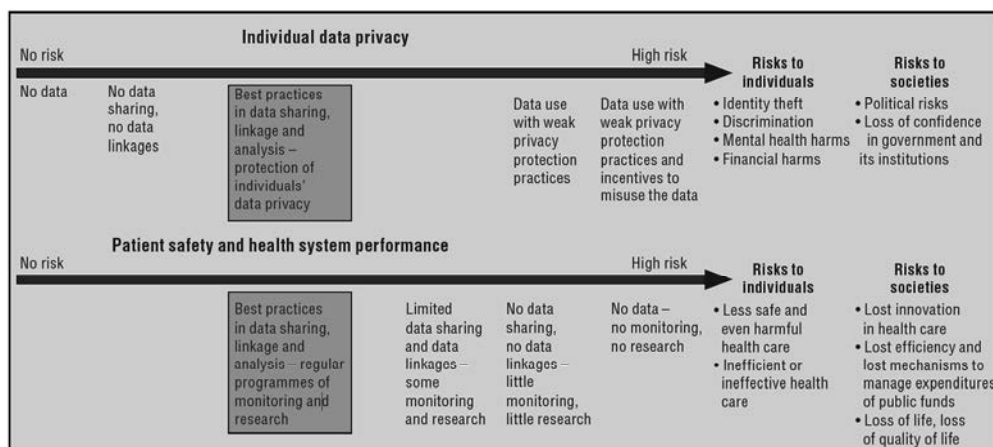 Individual data privacy
No risk
High risk
No data
No data
sharing,
no data
linkages
Best practices
in data sharing,
linkage and
analysis –
protection of
individuals’
data privacy
Data use
with weak
privacy
protection
practices
Data use with
weak privacy
protection
practices and
incentives to
misuse the data
Risks to
individuals
• Identity theft
• Discrimination
• Mental health harms
• Financial harms
Risks to
societies
• Political risks
• Loss of confidence
in government and
its institutions
Patient safety and health system performance
No risk
High risk
Best practices
in data sharing,
linkage and
analysis – regular
programmes of
monitoring and
research
Limited
data sharing
and data
linkages –
some
monitoring
and research
No data
sharing,
no data
linkages –
little
monitoring,
little research
No data –
no monitoring,
no research
Risks to
individuals
• Less safe and
even harmful
health care
• Inefficient or
ineffective health
care
Risks to
societies
• Lost innovation
in health care
• Lost efficiency and
lost mechanisms to
manage expenditures
of public funds
• Loss of life, loss
of quality of life